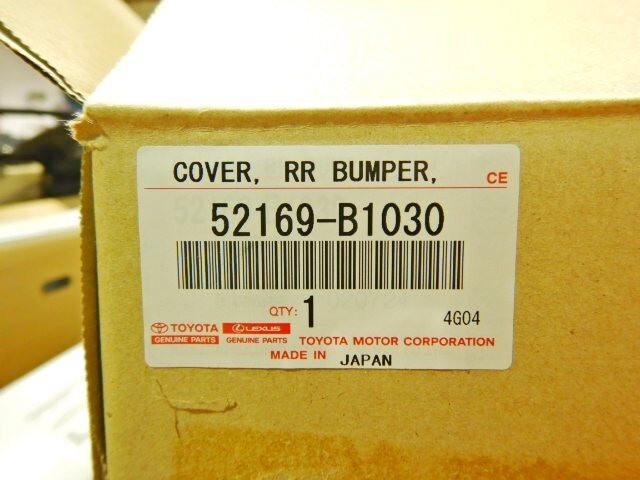 COVER, RR BUMPER,
CE
52169-B1030
QTY: 1
4G04
TOYOTA LEXUS
GENUINE PARTS GENUINE PARTS TOYOTA MOTOR CORPORATION
MADE IN JAPAN